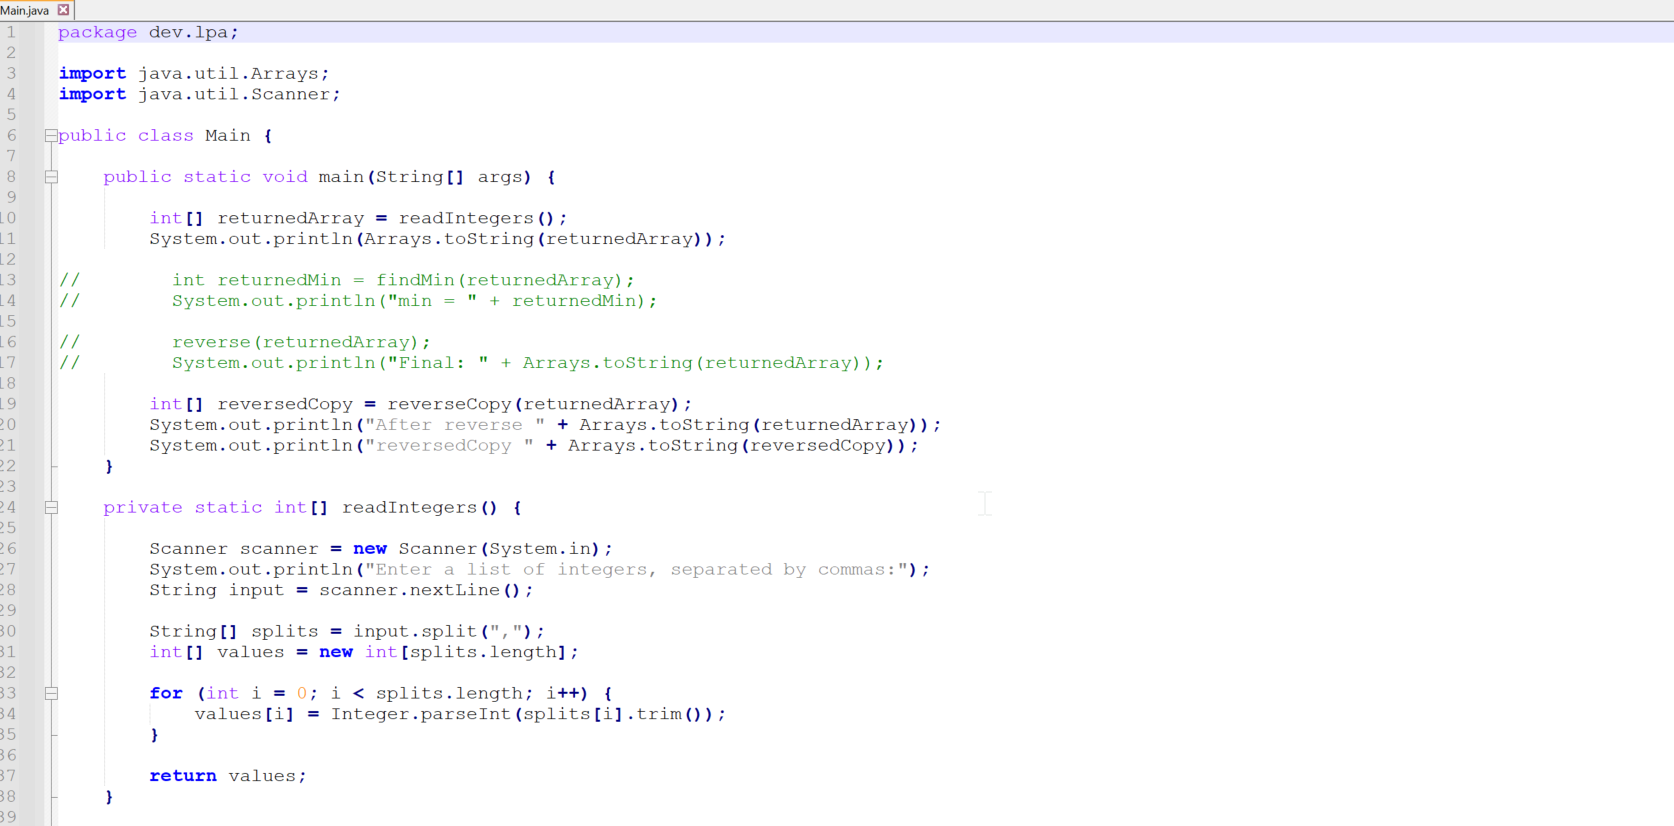 Main.java
1 package dev.lpa;
2
3 import java.util.Arrays;
4 import java.util.Scanner;
5
6 public class Main {
7
8     public static void main(String[] args) {
9
10         int[] returnedArray = readIntegers();
11         System.out.println(Arrays.toString(returnedArray));
12
13 //        int returnedMin = findMin(returnedArray);
14 //        System.out.println("min = " + returnedMin);
15
16 //        reverse(returnedArray);
17 //        System.out.println("Final: " + Arrays.toString(returnedArray));
18
19         int[] reversedCopy = reverseCopy(returnedArray);
20         System.out.println("After reverse " + Arrays.toString(returnedArray));
21         System.out.println("reversedCopy " + Arrays.toString(reversedCopy));
22     }
23
24     private static int[] readIntegers() {
25
26         Scanner scanner = new Scanner(System.in);
27         System.out.println("Enter a list of integers, separated by commas:");
28         String input = scanner.nextLine();
29
30         String[] splits = input.split(",");
31         int[] values = new int[splits.length];
32
33         for (int i = 0; i < splits.length; i++) {
34             values[i] = Integer.parseInt(splits[i].trim());
35         }
36
37         return values;
38     }
39